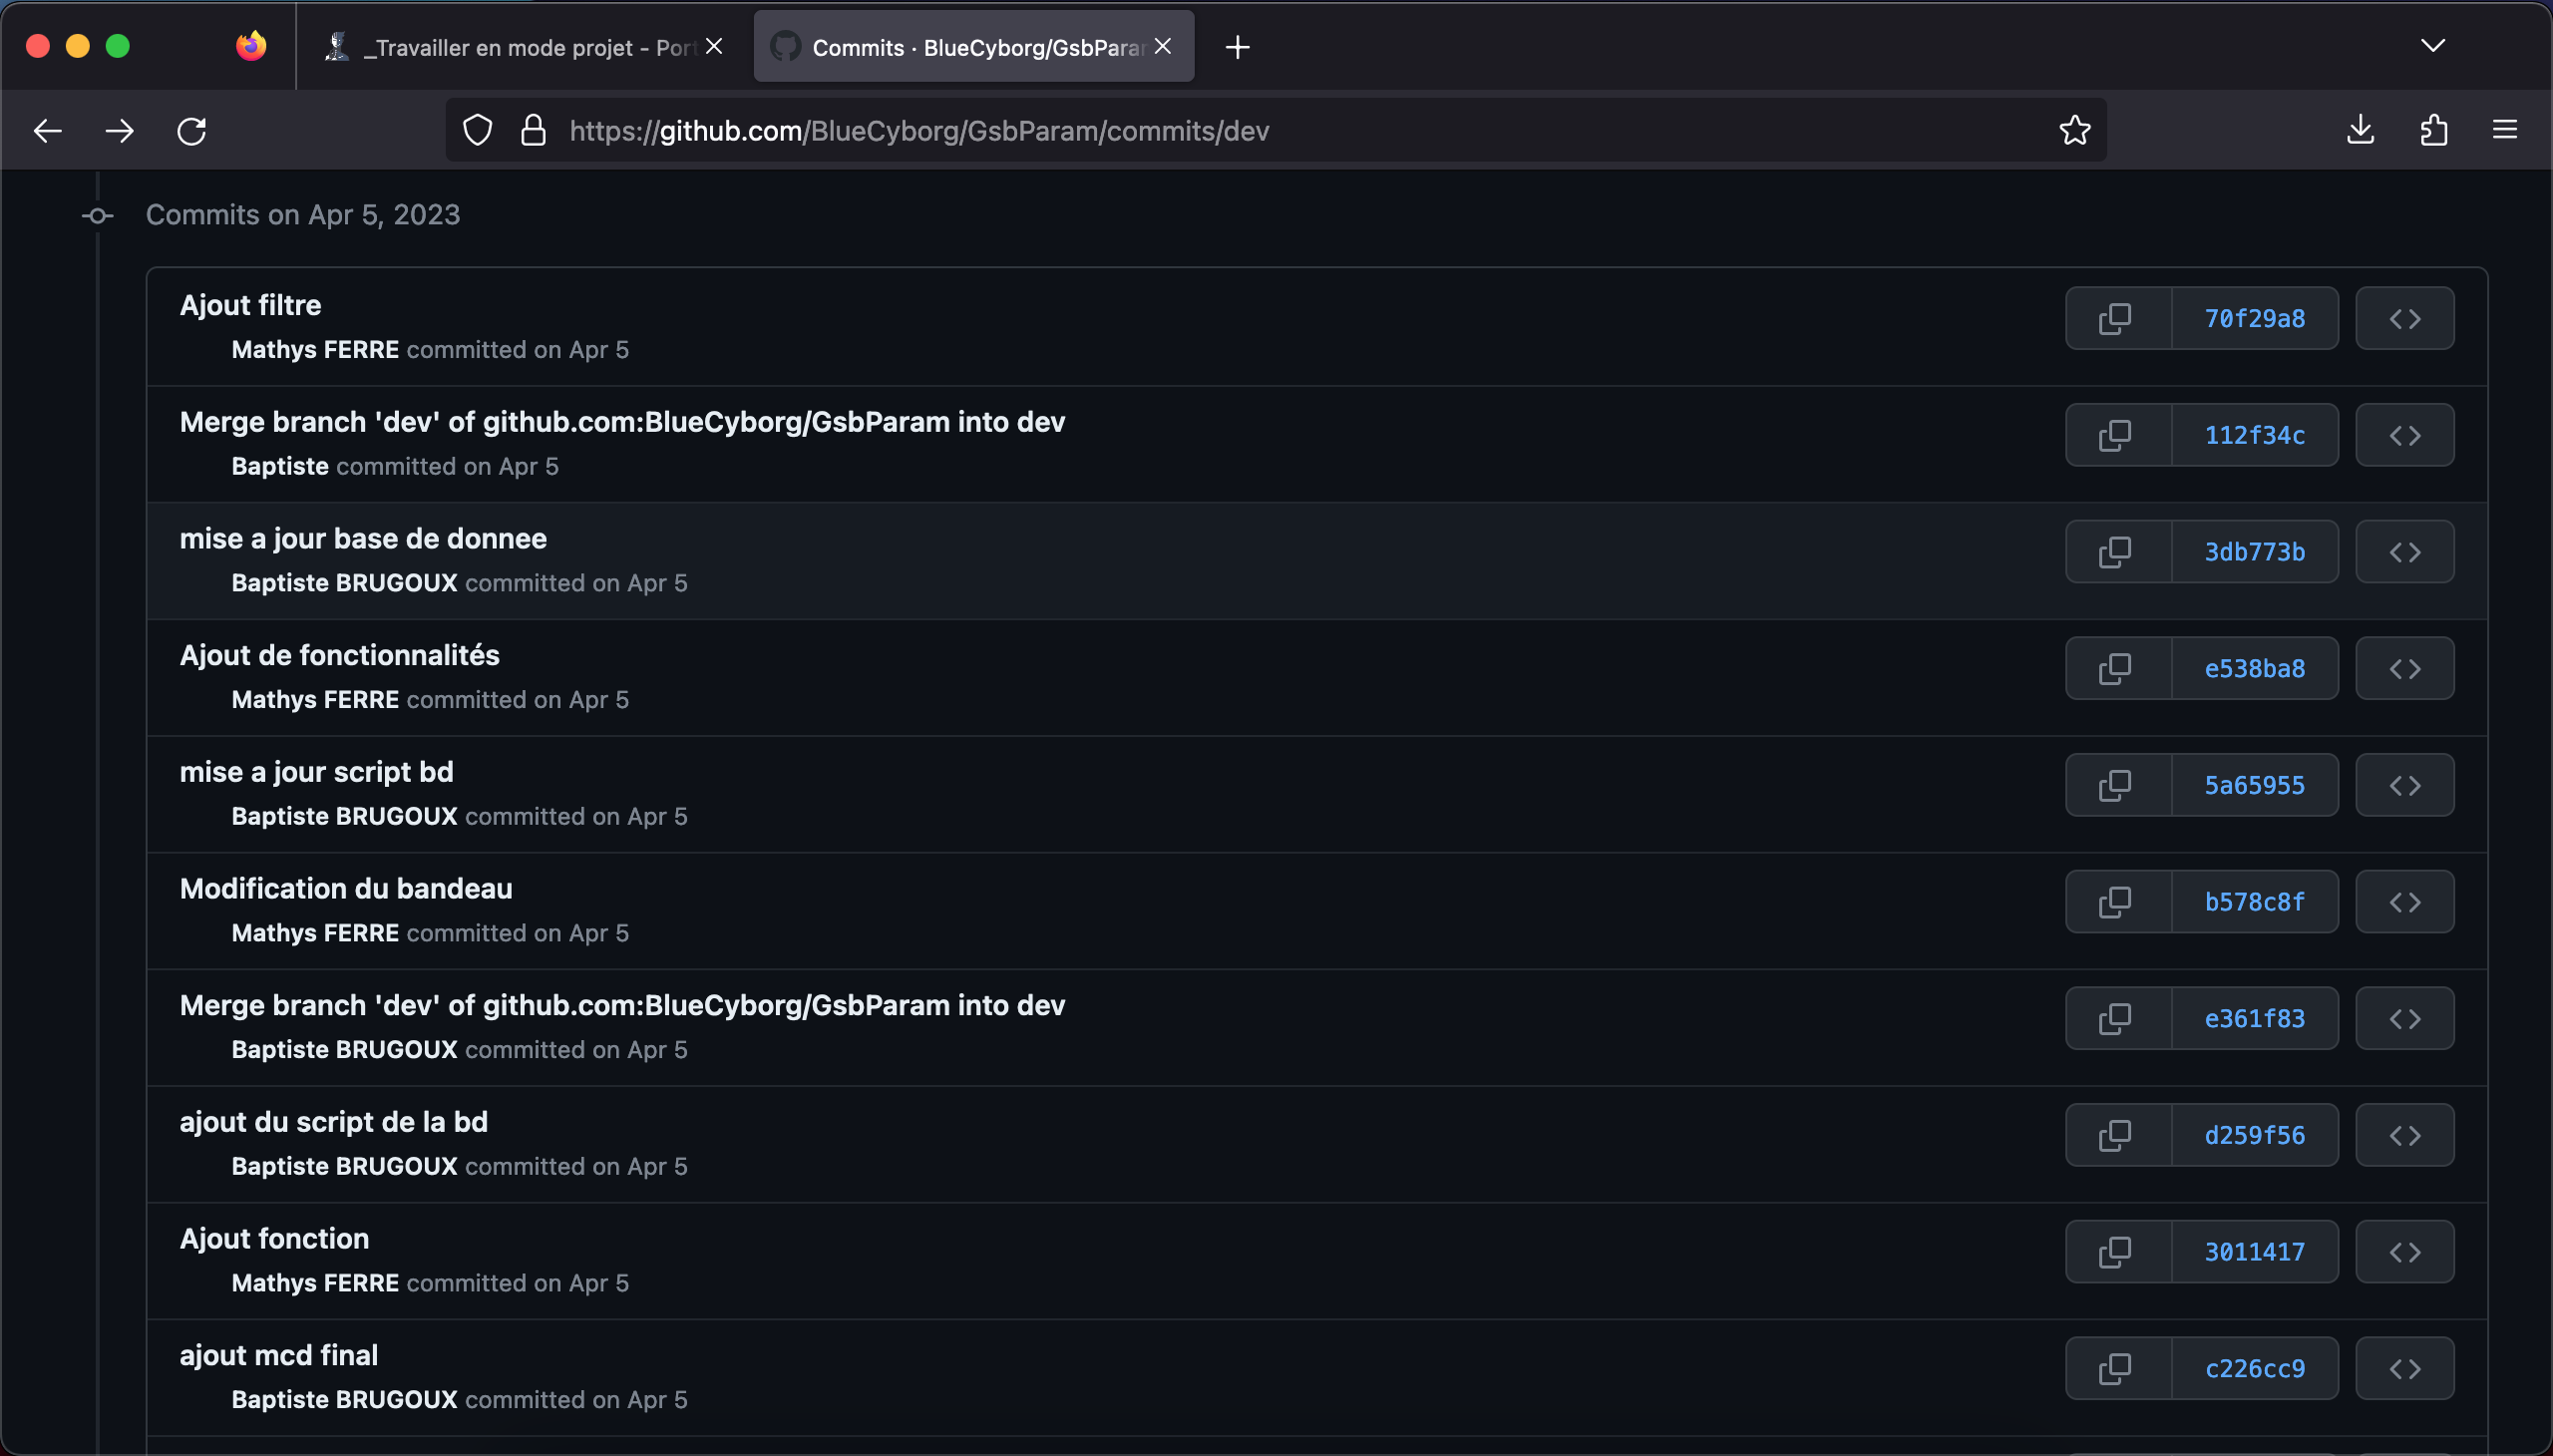 _Travailler en mode projet - Port
Commits · BlueCyborg/GsbParam
https://github.com/BlueCyborg/GsbParam/commits/dev
Commits on Apr 5, 2023
Ajout filtre
70f29a8
Mathys FERRE committed on Apr 5
Merge branch 'dev' of github.com:BlueCyborg/GsbParam into dev
112f34c
Baptiste committed on Apr 5
mise a jour base de donnee
3db773b
Baptiste BRUGOUX committed on Apr 5
Ajout de fonctionnalités
e538ba8
Mathys FERRE committed on Apr 5
mise a jour script bd
5a65955
Baptiste BRUGOUX committed on Apr 5
Modification du bandeau
b578c8f
Mathys FERRE committed on Apr 5
Merge branch 'dev' of github.com:BlueCyborg/GsbParam into dev
e361f83
Baptiste BRUGOUX committed on Apr 5
ajout du script de la bd
d259f56
Baptiste BRUGOUX committed on Apr 5
Ajout fonction
3011417
Mathys FERRE committed on Apr 5
ajout mcd final
c226cc9
Baptiste BRUGOUX committed on Apr 5